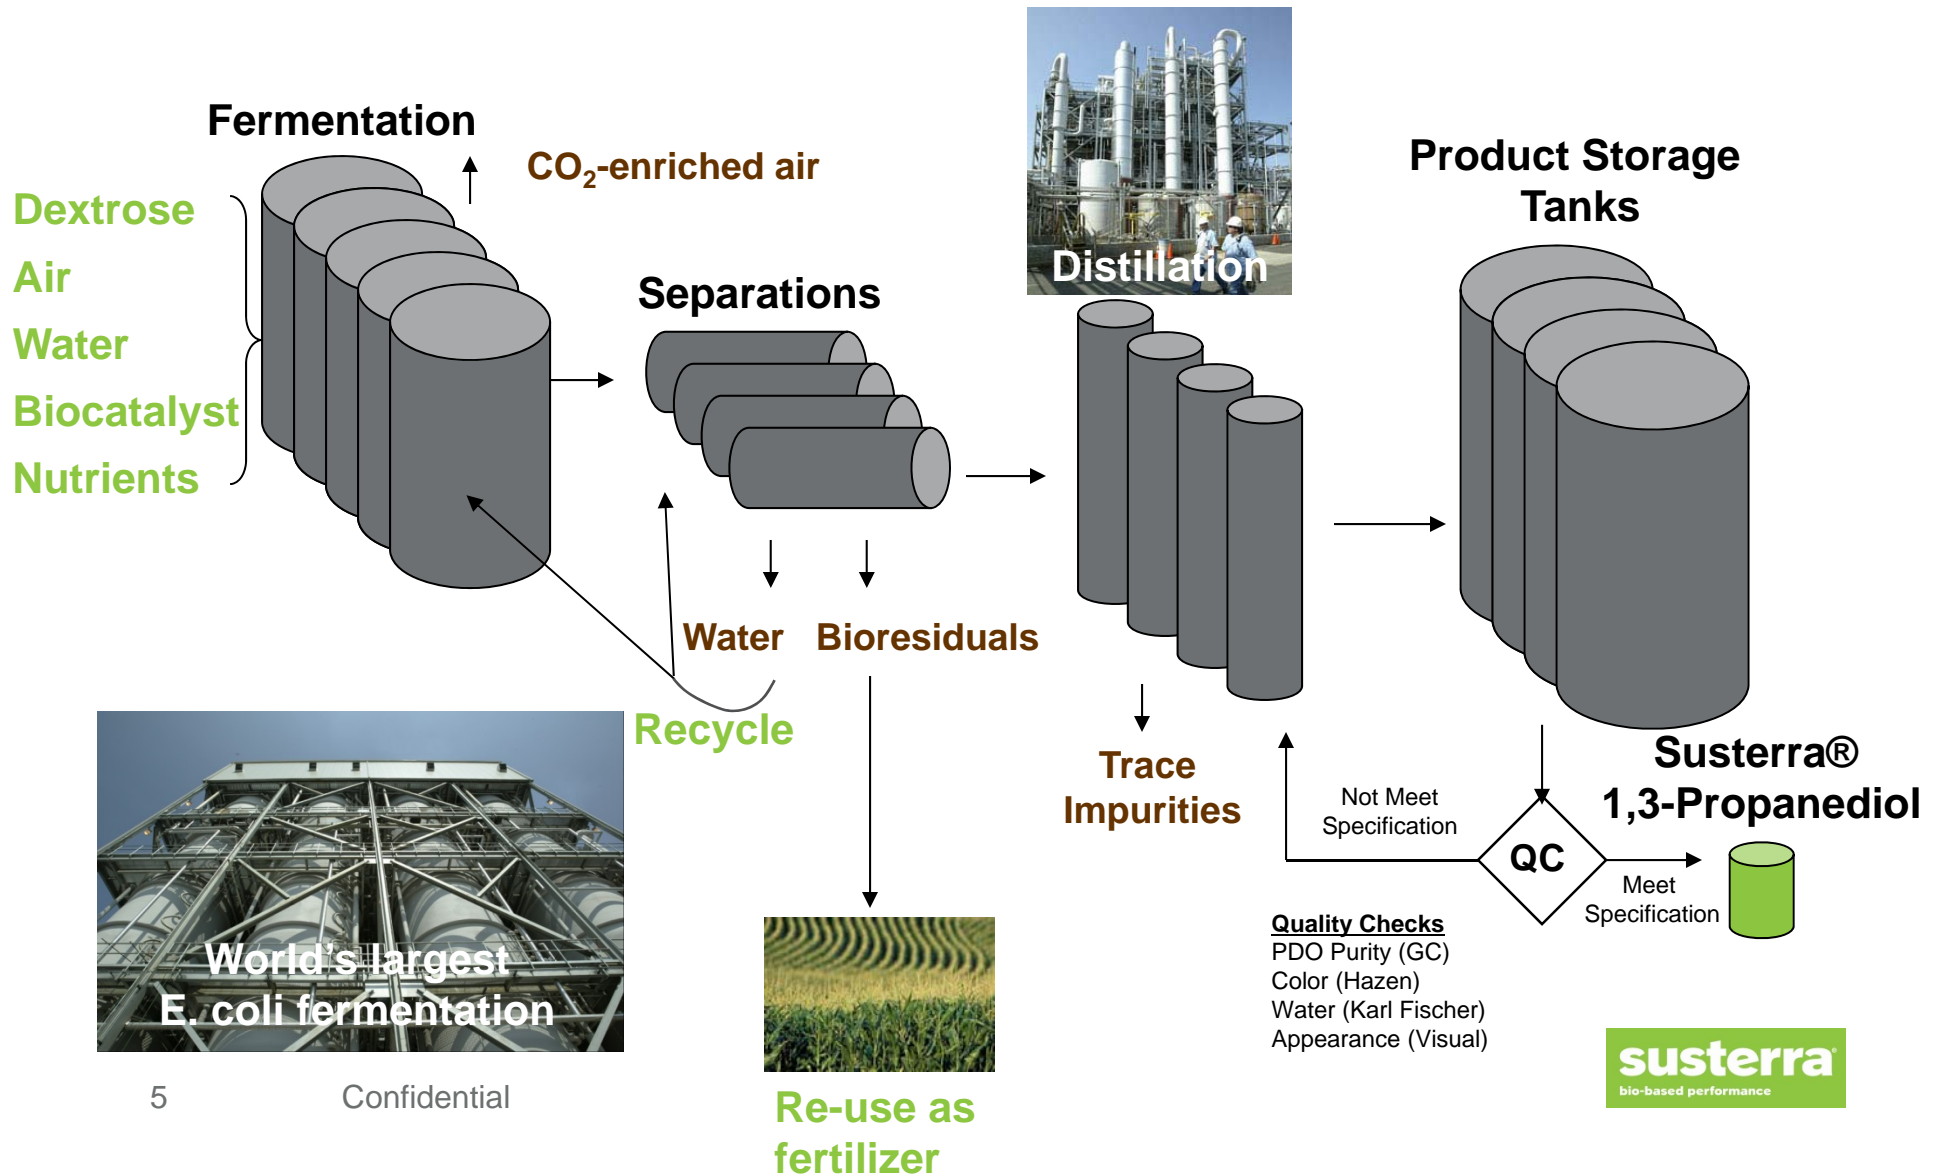 Fermentation
CO₂-enriched air
Dextrose
Air
Water
Biocatalyst
Nutrients
Separations
Distillation
Product Storage
Tanks
Water
Bioresiduals
Recycle
Trace
Impurities
Not Meet
Specification
QC
Meet
Specification
Susterra®
1,3-Propanediol
Quality Checks
PDO Purity (GC)
Color (Hazen)
Water (Karl Fischer)
Appearance (Visual)
World's largest
E. coli fermentation
Re-use as
fertilizer
5
Confidential
susterra®
bio-based performance